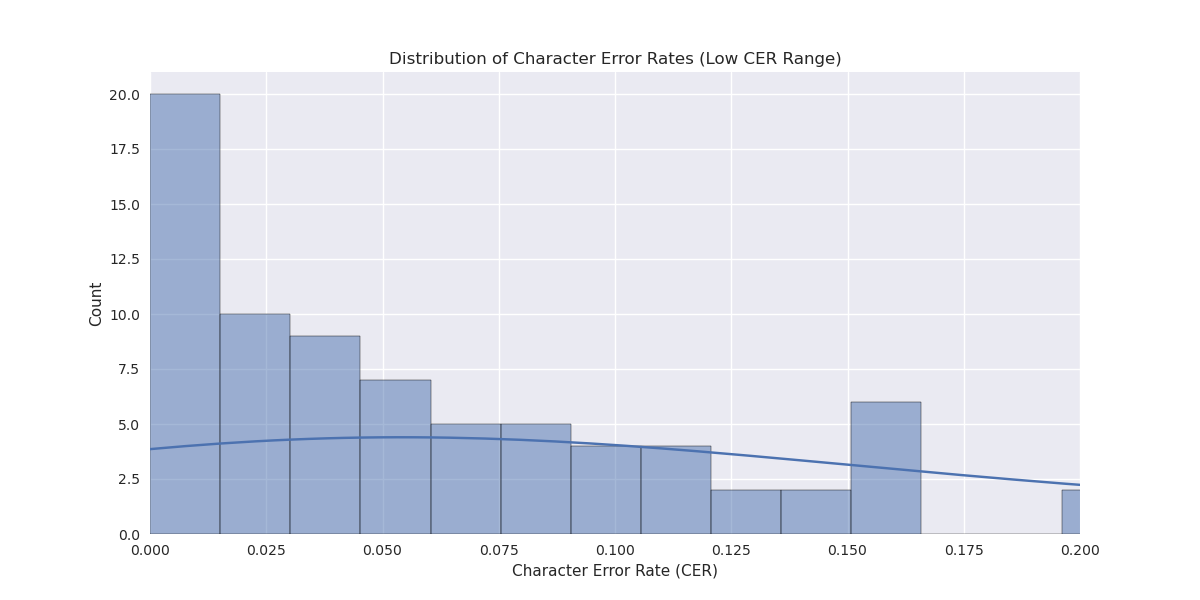 Distribution of Character Error Rates (Low CER Range)
20.0
17.5
15.0
12.5
10.0
7.5
5.0
2.5
0.0
Count
0.000 0.025 0.050 0.075 0.100 0.125 0.150 0.175 0.200
Character Error Rate (CER)